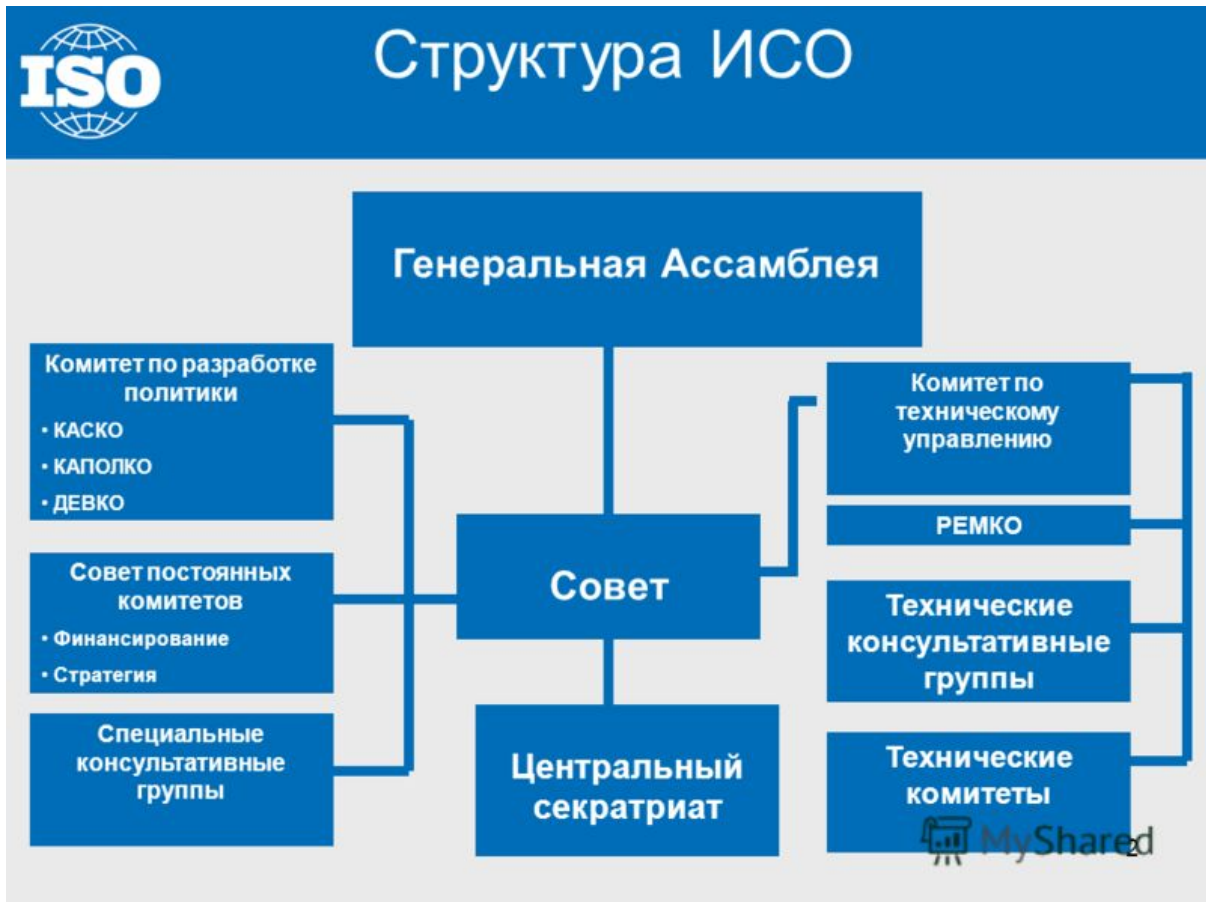 ISO
Структура ИСО
Генеральная Ассамблея
Комитет по разработке
политики
• КАСКО
• КАПОЛКО
• ДЕВКО
Совет постоянных
комитетов
• Финансирование
• Стратегия
Специальные
консультативные
группы
Совет
Центральный
секратриат
Комитет по
техническому
управлению
РЕМКО
Технические
консультативные
группы
Технические
комитеты
MyShared
2